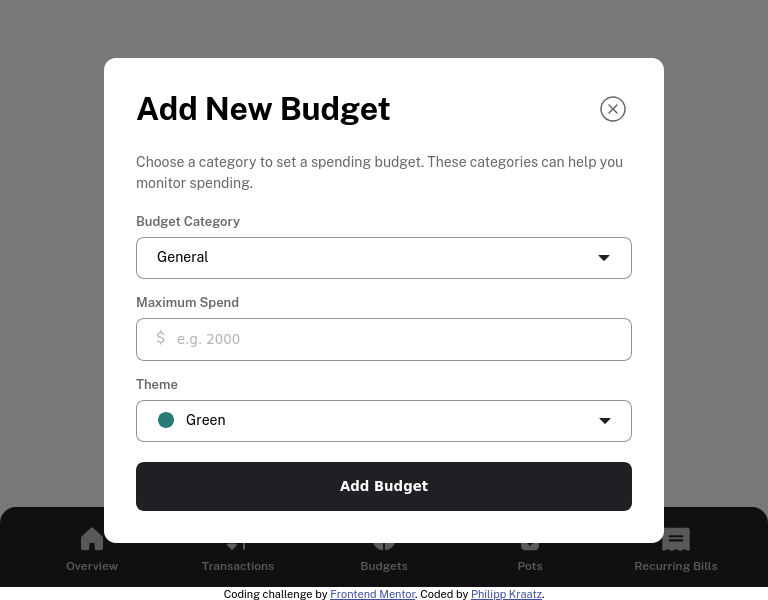 Add New Budget
Choose a category to set a spending budget. These categories can help you
monitor spending.
Budget Category
General
Maximum Spend
$ e.g. 2000
Theme
Green
Add Budget
Overview Transactions Budgets Pots Recurring Bills
Coding challenge by Frontend Mentor. Coded by Philipp Kraatz.